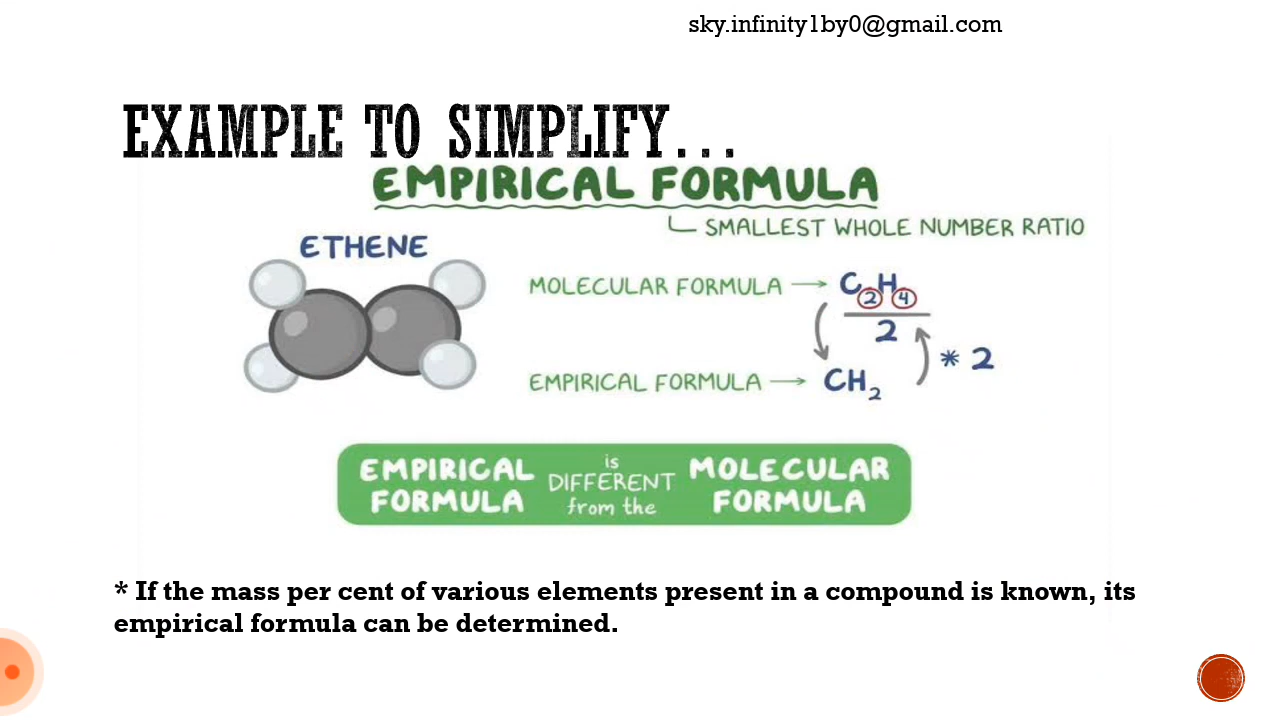 sky.infinity1by0@gmail.com
EXAMPLE TO SIMPLIFY...
EMPIRICAL FORMULA
SMALLEST WHOLE NUMBER RATIO
ETHENE
MOLECULAR FORMULA → C2H4
2
* 2
EMPIRICAL FORMULA → CH2
EMPIRICAL FORMULA is DIFFERENT from the MOLECULAR FORMULA
* If the mass per cent of various elements present in a compound is known, its
empirical formula can be determined.